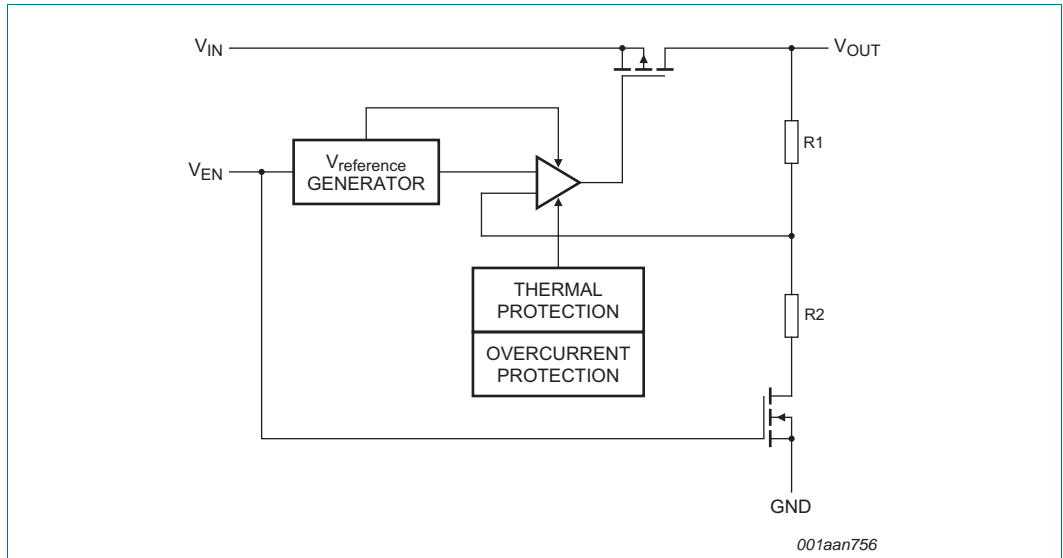 VIN
VOUT
R1
VEN
Vreference
GENERATOR
THERMAL
PROTECTION
R2
OVERCURRENT
PROTECTION
GND
001aan756